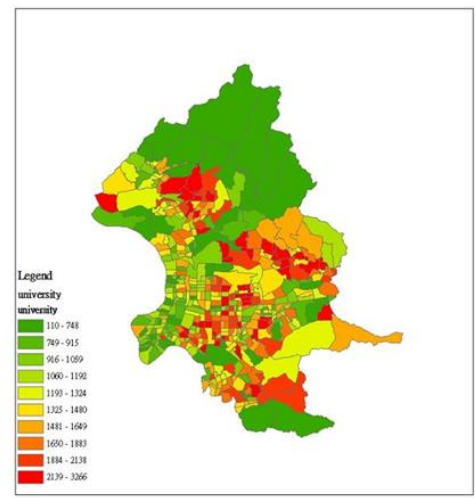 Legend
university
university
110 - 748
749 - 915
916 - 1059
1060 - 1192
1193 - 1324
1325 - 1480
1481 - 1649
1650 - 1883
1884 - 2138
2139 - 3266